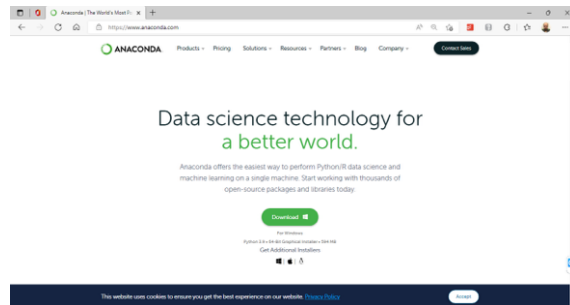 Anaconda | The World's Most Po
https://www.anaconda.com
ANACONDA.
Products
Pricing
Solutions
Resources
Partners
Blog
Company
Contact Sales
Data science technology for
a better world.
Anaconda offers the easiest way to perform Python/R data science and
machine learning on a single machine. Start working with thousands of
open-source packages and libraries today.
Download
For Windows
Python 3.9 • 64-Bit Graphical Installer • 594 MB
Get Additional Installers
This website uses cookies to ensure you get the best experience on our website. Privacy Policy
Accept